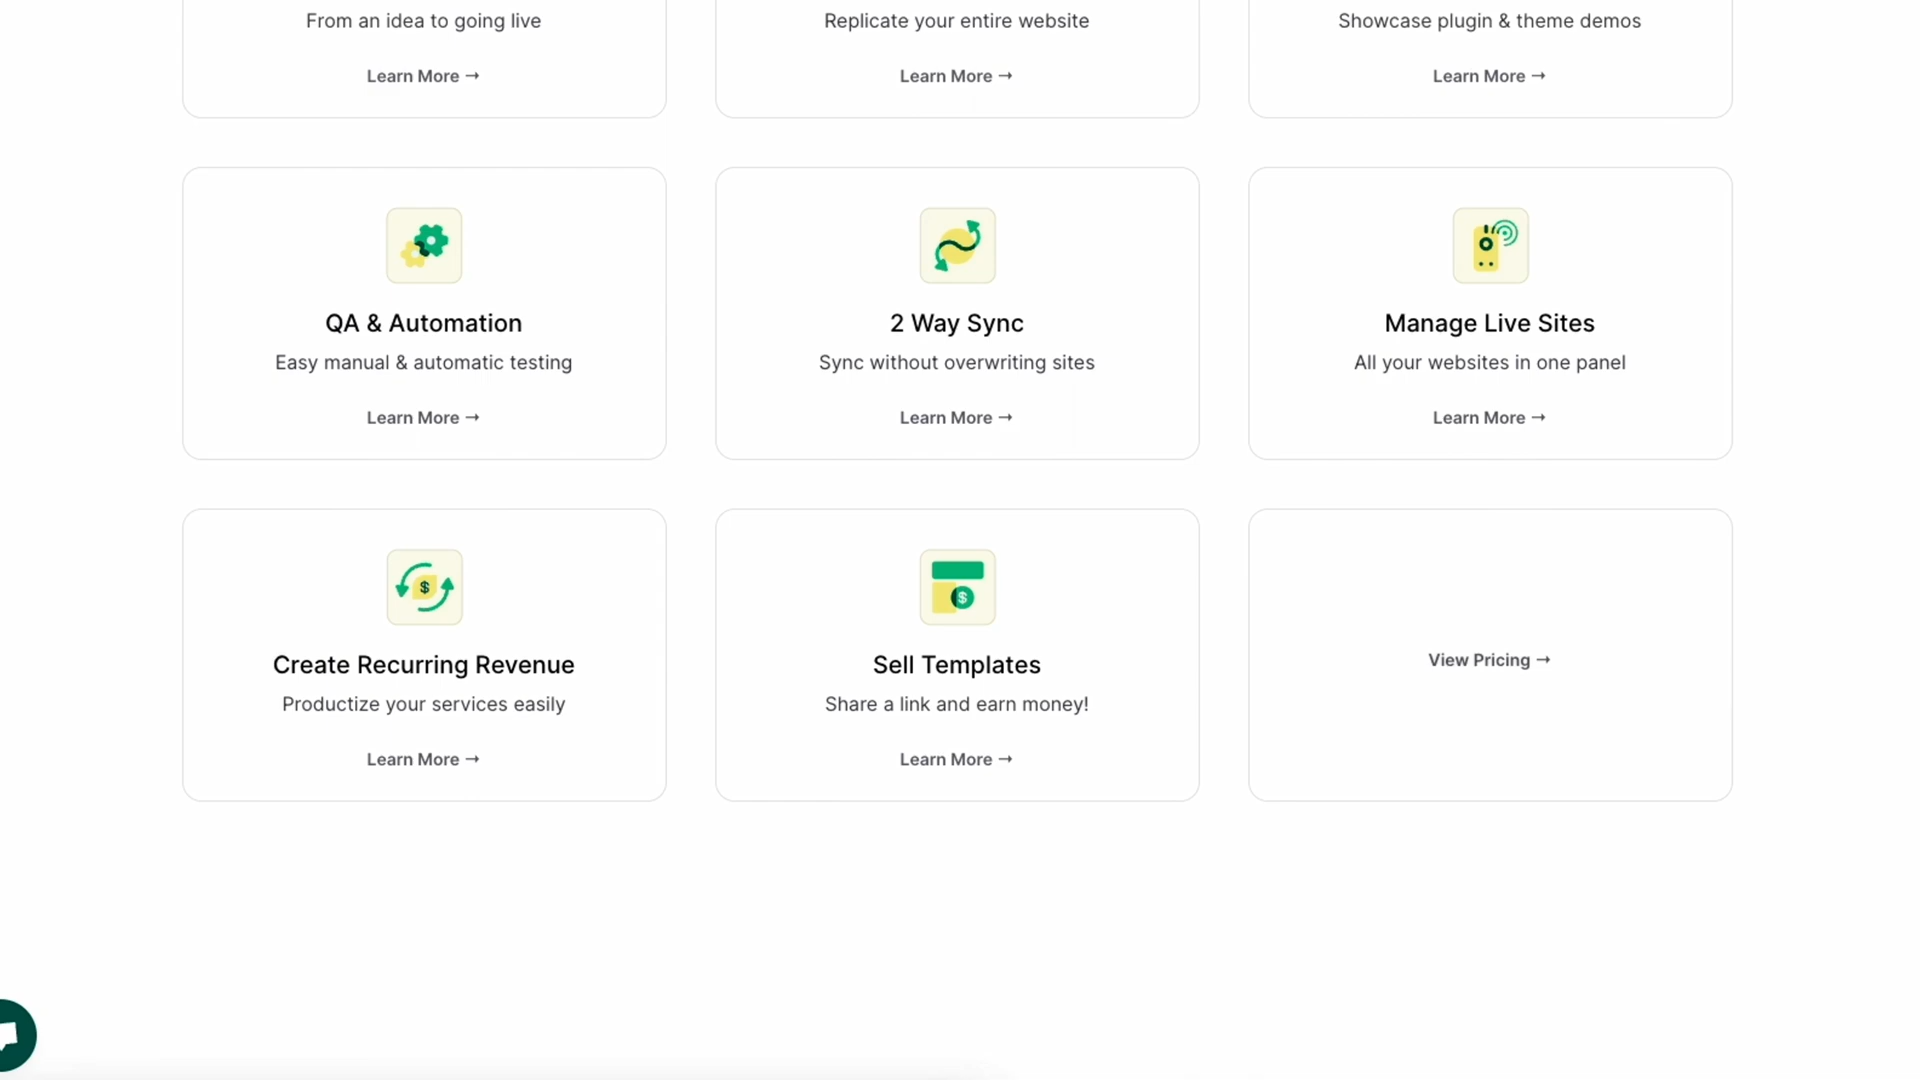 From an idea to going live
Learn More →
Replicate your entire website
Learn More →
Showcase plugin & theme demos
Learn More →
QA & Automation
Easy manual & automatic testing
Learn More →
2 Way Sync
Sync without overwriting sites
Learn More →
Manage Live Sites
All your websites in one panel
Learn More →
$
Create Recurring Revenue
Productize your services easily
Learn More →
$
Sell Templates
Share a link and earn money!
Learn More →
View Pricing →